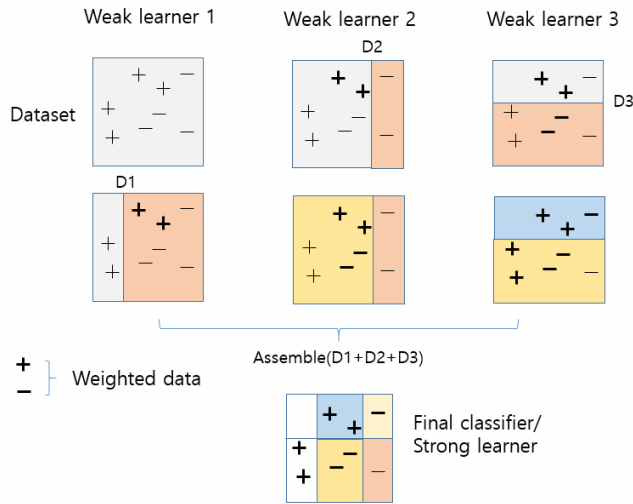 Weak learner 1
Weak learner 2
Weak learner 3
D2
Dataset
D3
D1
Assemble(D1+D2+D3)
+
−
Weighted data
Final classifier/
Strong learner